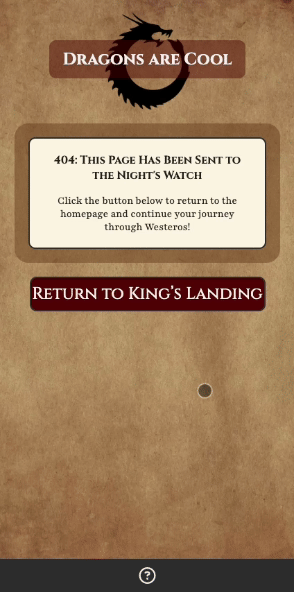 Dragons are Cool
404: This Page Has Been Sent to
the Night's Watch
Click the button below to return to the
homepage and continue your journey
through Westeros!
Return to King's Landing
?